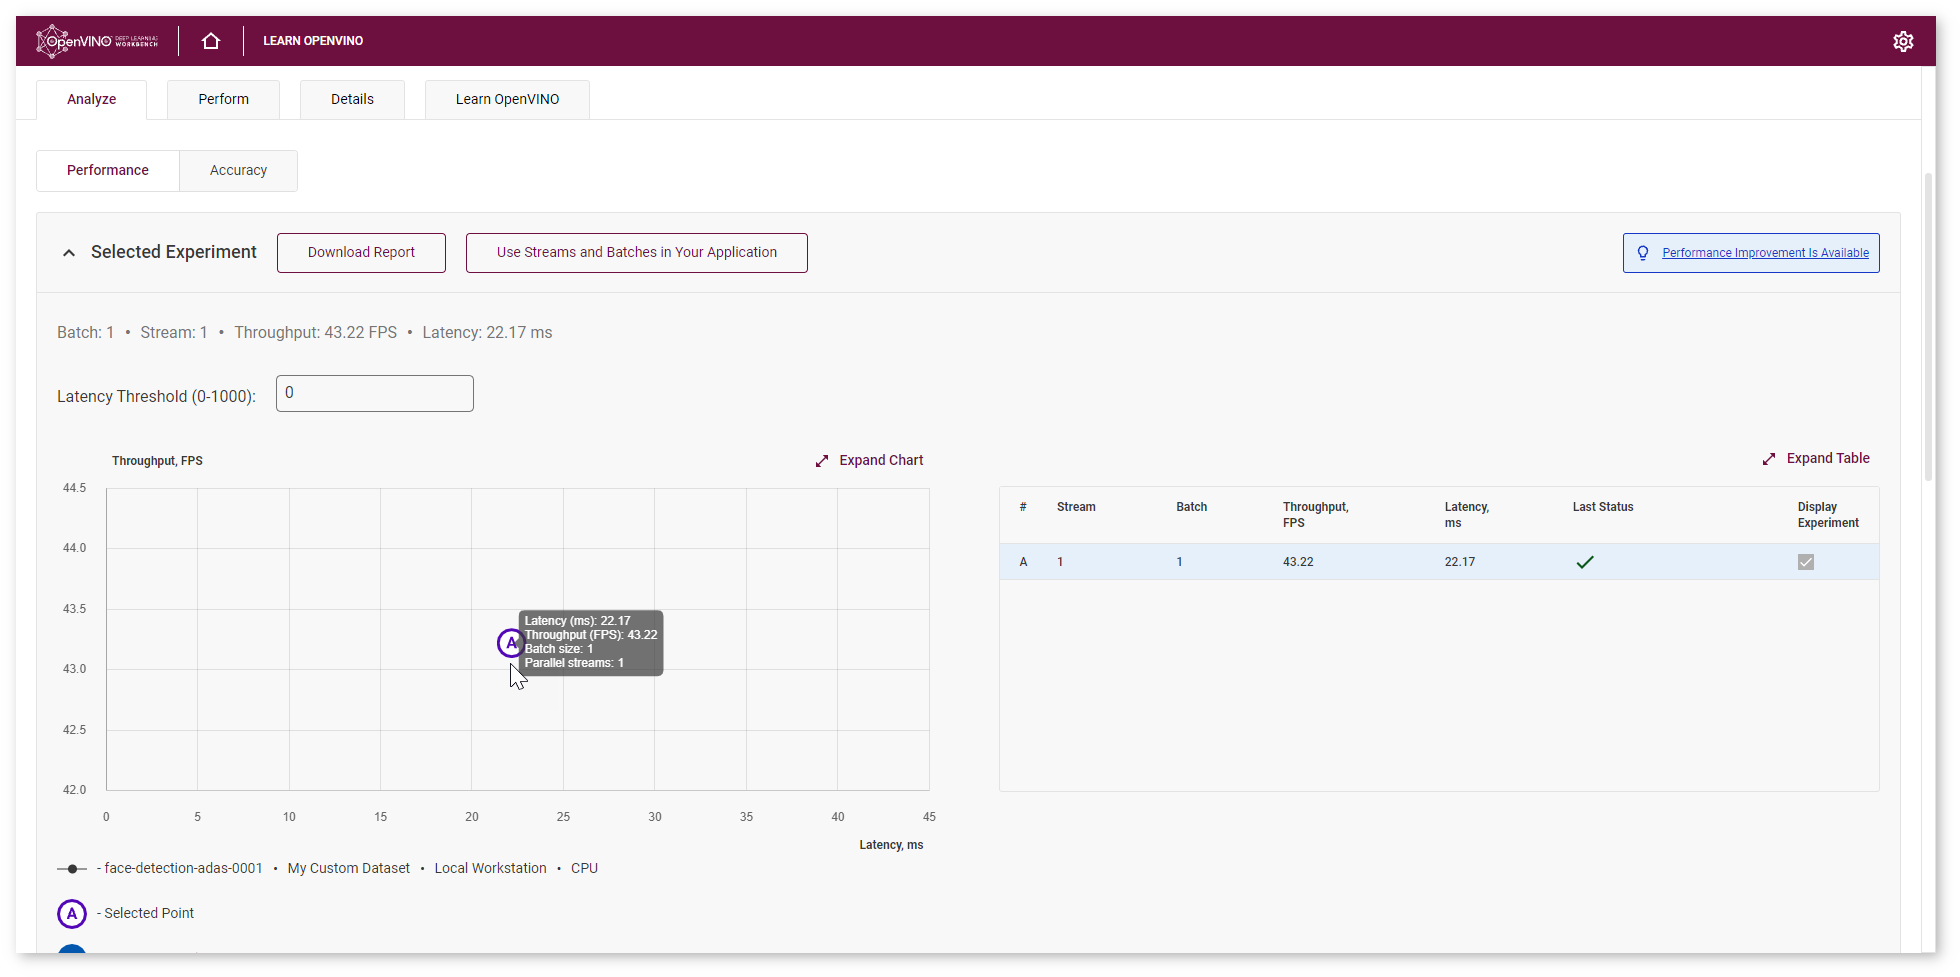 OpenVINO DEEP LEARNING WORKBENCH
LEARN OPENVINO
Analyze
Perform
Details
Learn OpenVINO
Performance
Accuracy
Selected Experiment
Download Report
Use Streams and Batches in Your Application
Performance Improvement Is Available
Batch: 1 • Stream: 1 • Throughput: 43.22 FPS • Latency: 22.17 ms
Latency Threshold (0-1000):
0
Throughput, FPS
Expand Chart
44.5
44.0
43.5
43.0
42.5
42.0
A
Latency (ms): 22.17
Throughput (FPS): 43.22
Batch size: 1
Parallel streams: 1
0 5 10 15 20 25 30 35 40 45
Latency, ms
- face-detection-adas-0001 • My Custom Dataset • Local Workstation • CPU
A - Selected Point
Expand Table
# Stream Batch Throughput, FPS Latency, ms Last Status Display Experiment
A 1 1 43.22 22.17